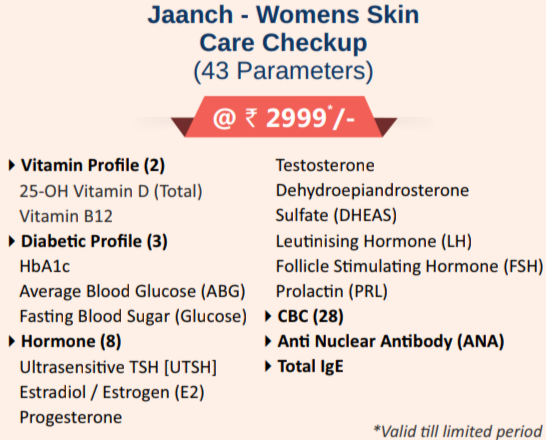 Jaanch - Womens Skin
Care Checkup
(43 Parameters)
@ ₹ 2999*/-
Vitamin Profile (2)
25-OH Vitamin D (Total)
Vitamin B12
Diabetic Profile (3)
HbA1c
Average Blood Glucose (ABG)
Fasting Blood Sugar (Glucose)
Hormone (8)
Ultrasensitive TSH [UTSH]
Estradiol / Estrogen (E2)
Progesterone
Testosterone
Dehydroepiandrosterone
Sulfate (DHEAS)
Leutinising Hormone (LH)
Follicle Stimulating Hormone (FSH)
Prolactin (PRL)
CBC (28)
Anti Nuclear Antibody (ANA)
Total IgE
*Valid till limited period